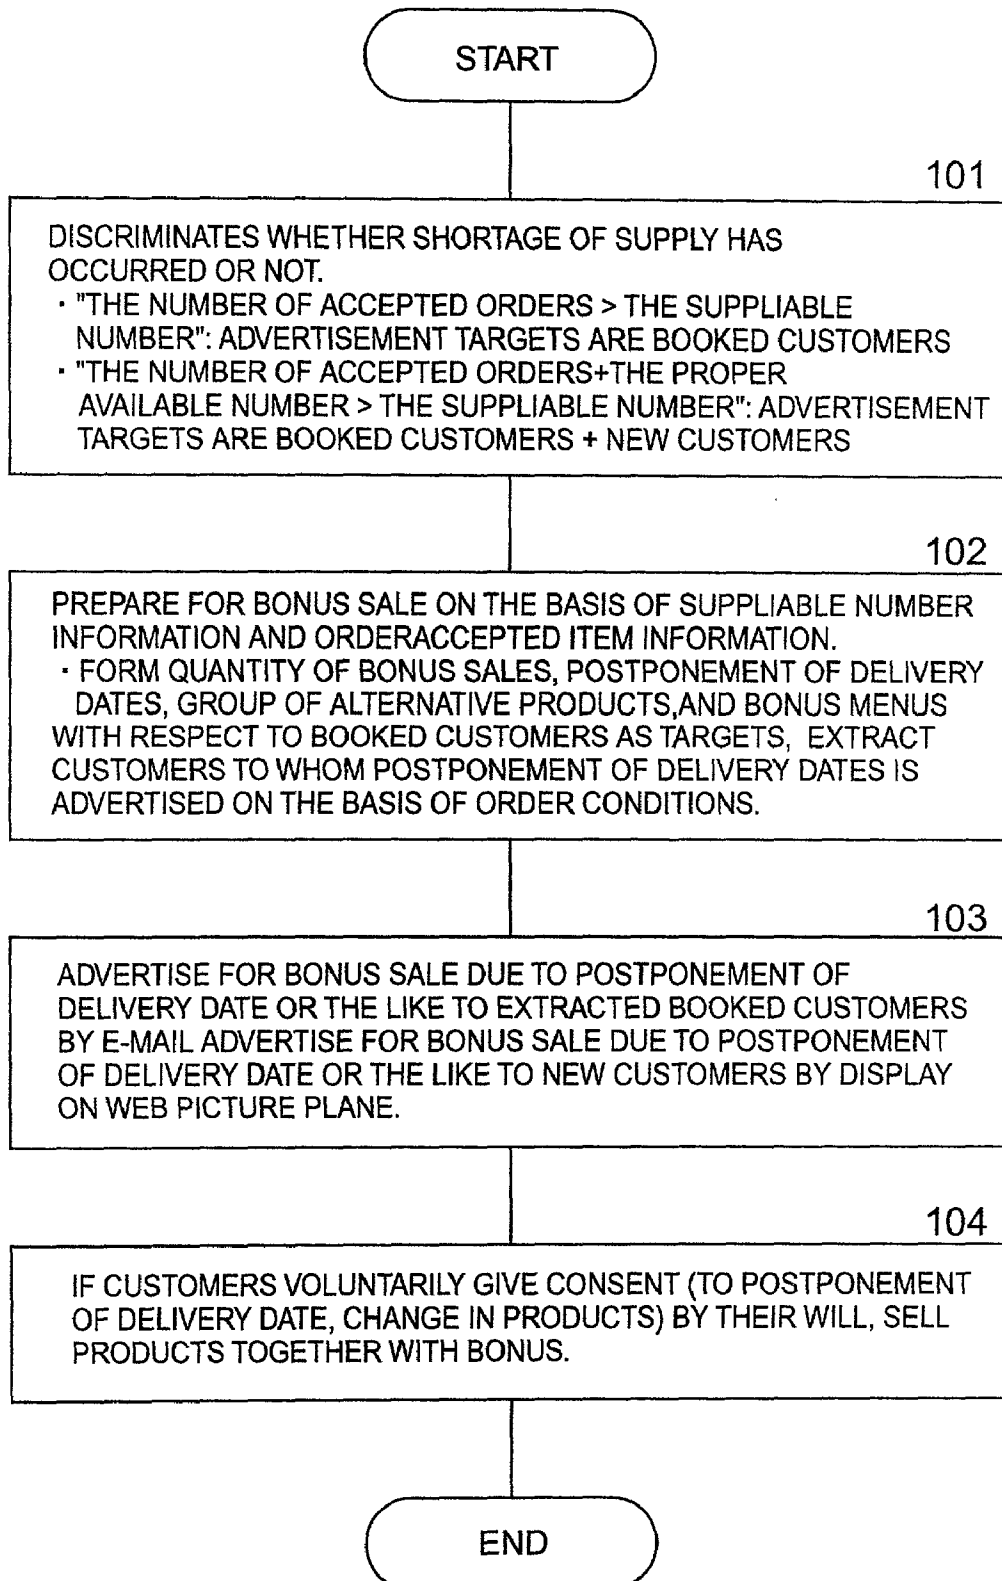 START
101
DISCRIMINATES WHETHER SHORTAGE OF SUPPLY HAS
OCCURRED OR NOT.
· "THE NUMBER OF ACCEPTED ORDERS > THE SUPPLIABLE
NUMBER": ADVERTISEMENT TARGETS ARE BOOKED CUSTOMERS
· "THE NUMBER OF ACCEPTED ORDERS+THE PROPER
AVAILABLE NUMBER > THE SUPPLIABLE NUMBER": ADVERTISEMENT
TARGETS ARE BOOKED CUSTOMERS + NEW CUSTOMERS
102
PREPARE FOR BONUS SALE ON THE BASIS OF SUPPLIABLE NUMBER
INFORMATION AND ORDERACCEPTED ITEM INFORMATION.
· FORM QUANTITY OF BONUS SALES, POSTPONEMENT OF DELIVERY
DATES, GROUP OF ALTERNATIVE PRODUCTS,AND BONUS MENUS
WITH RESPECT TO BOOKED CUSTOMERS AS TARGETS, EXTRACT
CUSTOMERS TO WHOM POSTPONEMENT OF DELIVERY DATES IS
ADVERTISED ON THE BASIS OF ORDER CONDITIONS.
103
ADVERTISE FOR BONUS SALE DUE TO POSTPONEMENT OF
DELIVERY DATE OR THE LIKE TO EXTRACTED BOOKED CUSTOMERS
BY E-MAIL ADVERTISE FOR BONUS SALE DUE TO POSTPONEMENT
OF DELIVERY DATE OR THE LIKE TO NEW CUSTOMERS BY DISPLAY
ON WEB PICTURE PLANE.
104
IF CUSTOMERS VOLUNTARILY GIVE CONSENT (TO POSTPONEMENT
OF DELIVERY DATE, CHANGE IN PRODUCTS) BY THEIR WILL, SELL
PRODUCTS TOGETHER WITH BONUS.
END